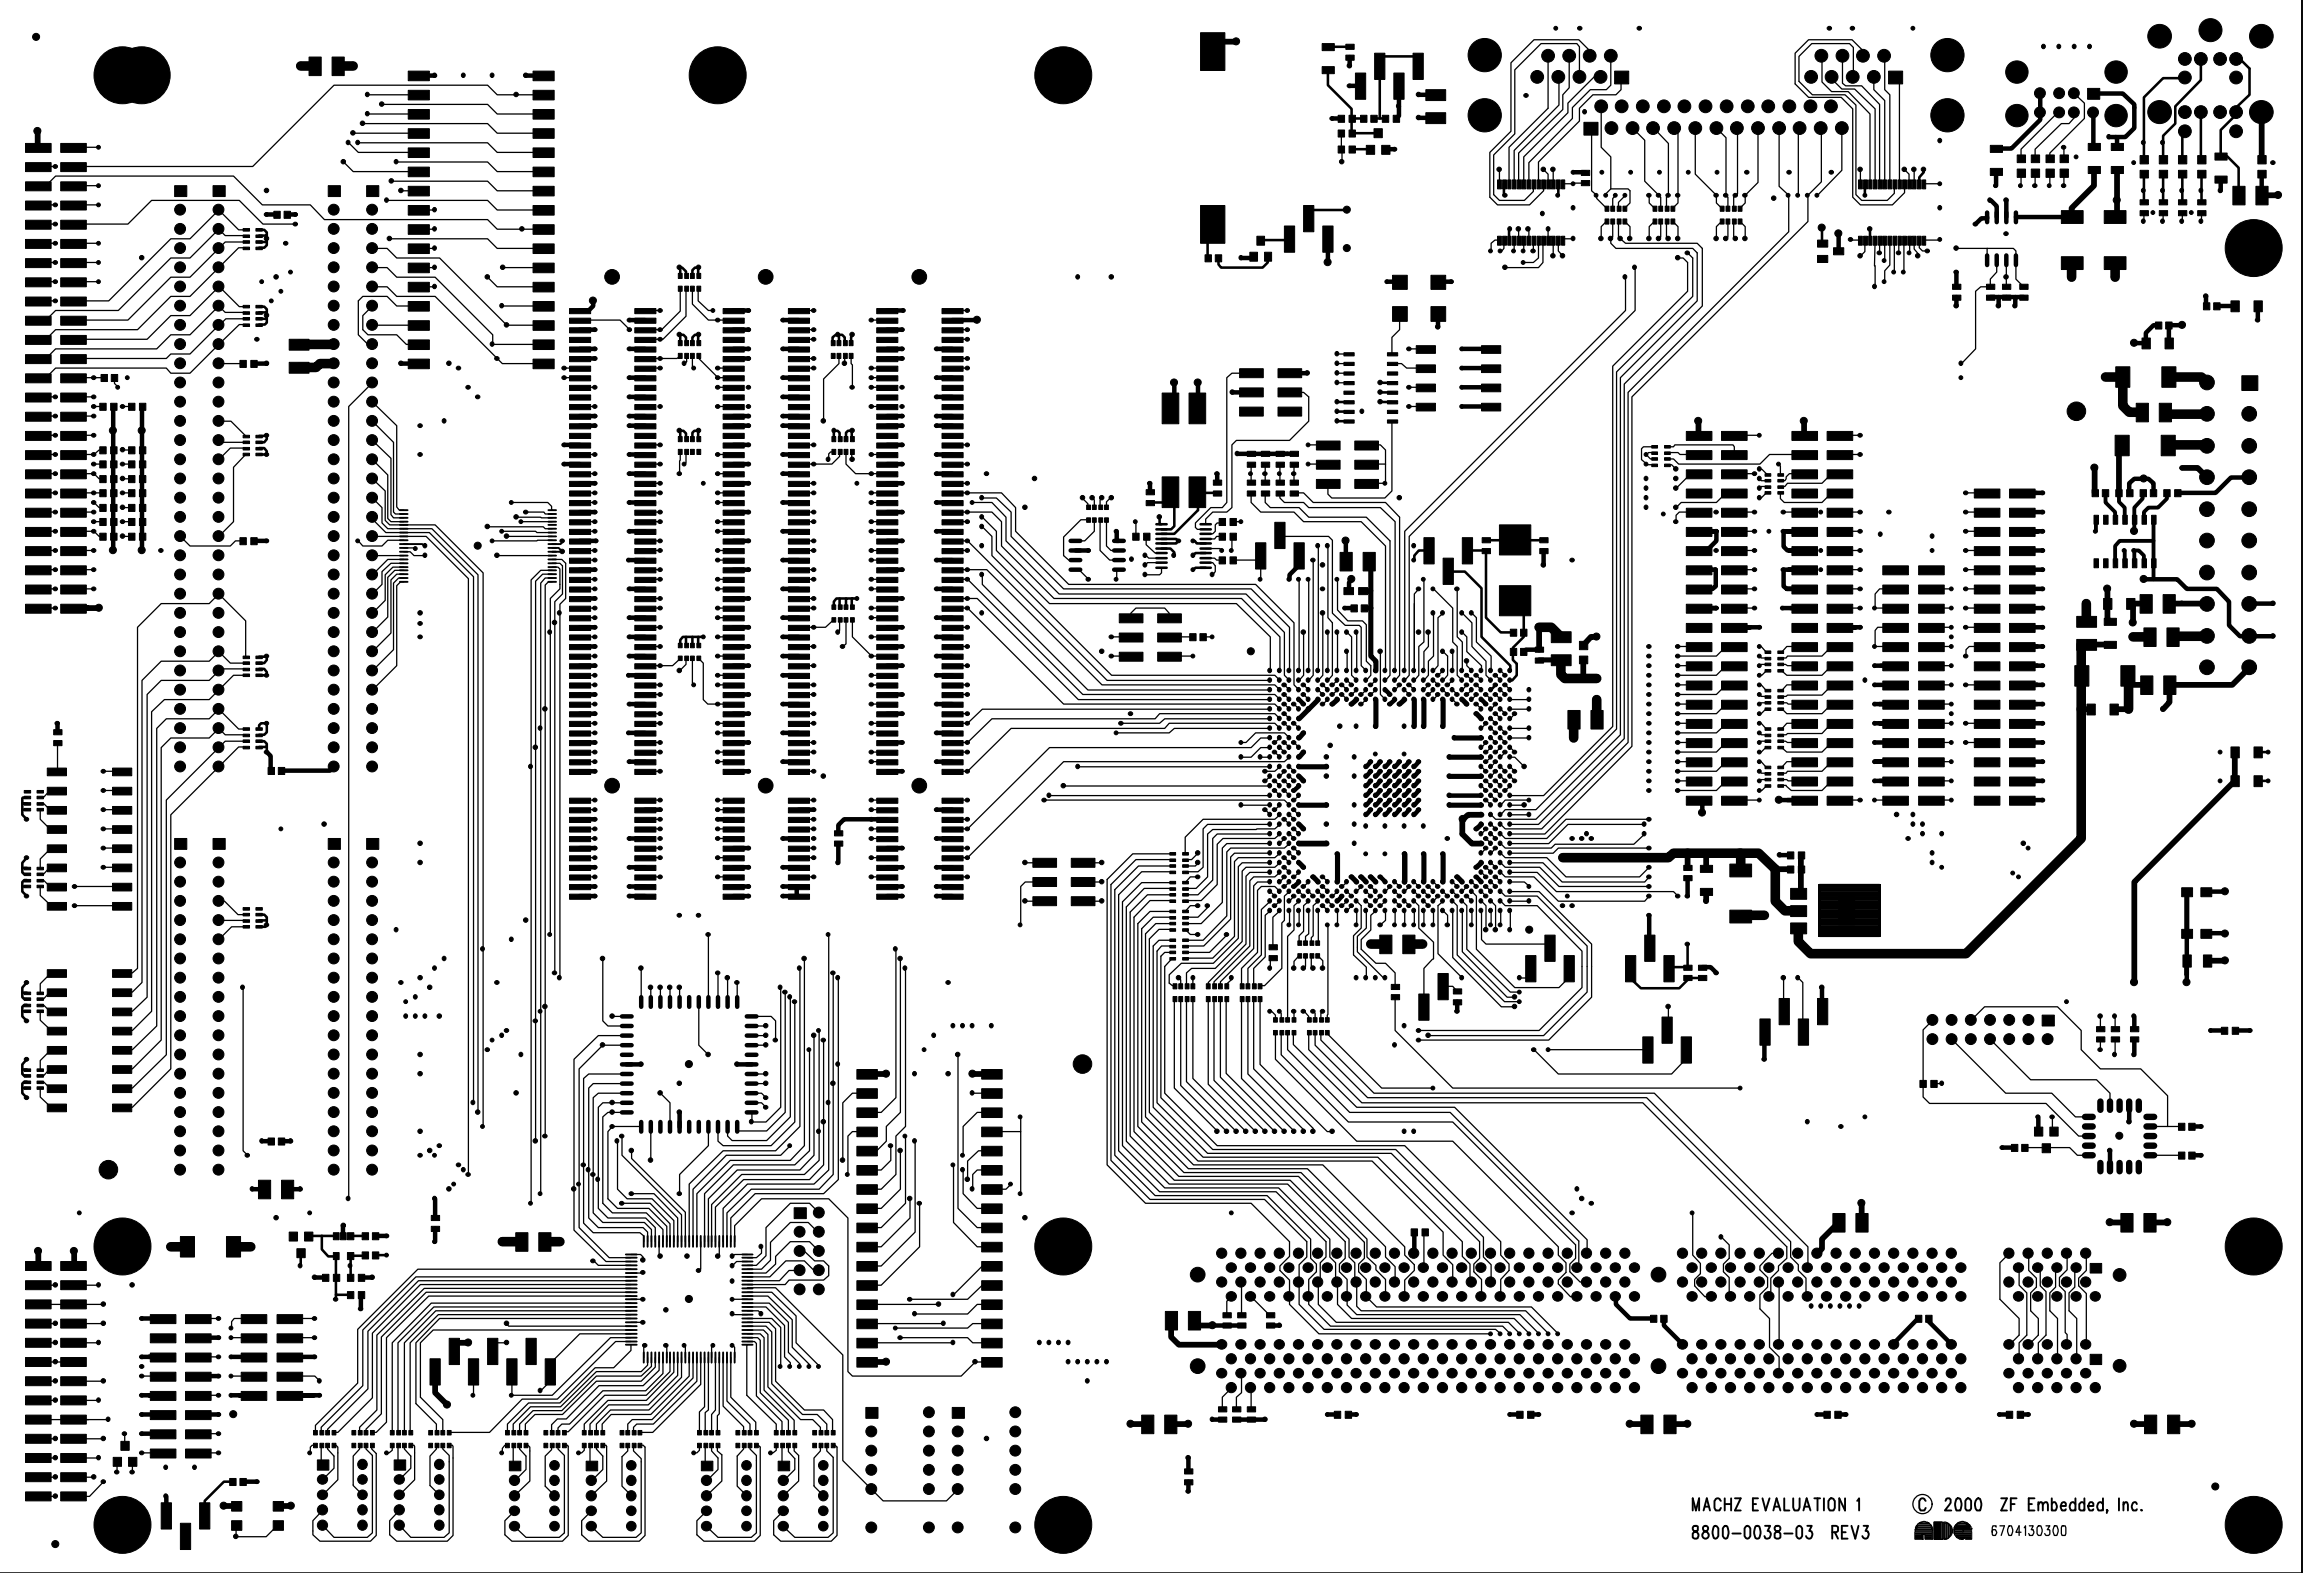 MACHZ EVALUATION 1 © 2000 ZF Embedded, Inc.
8800-0038-03 REV3 6704130300